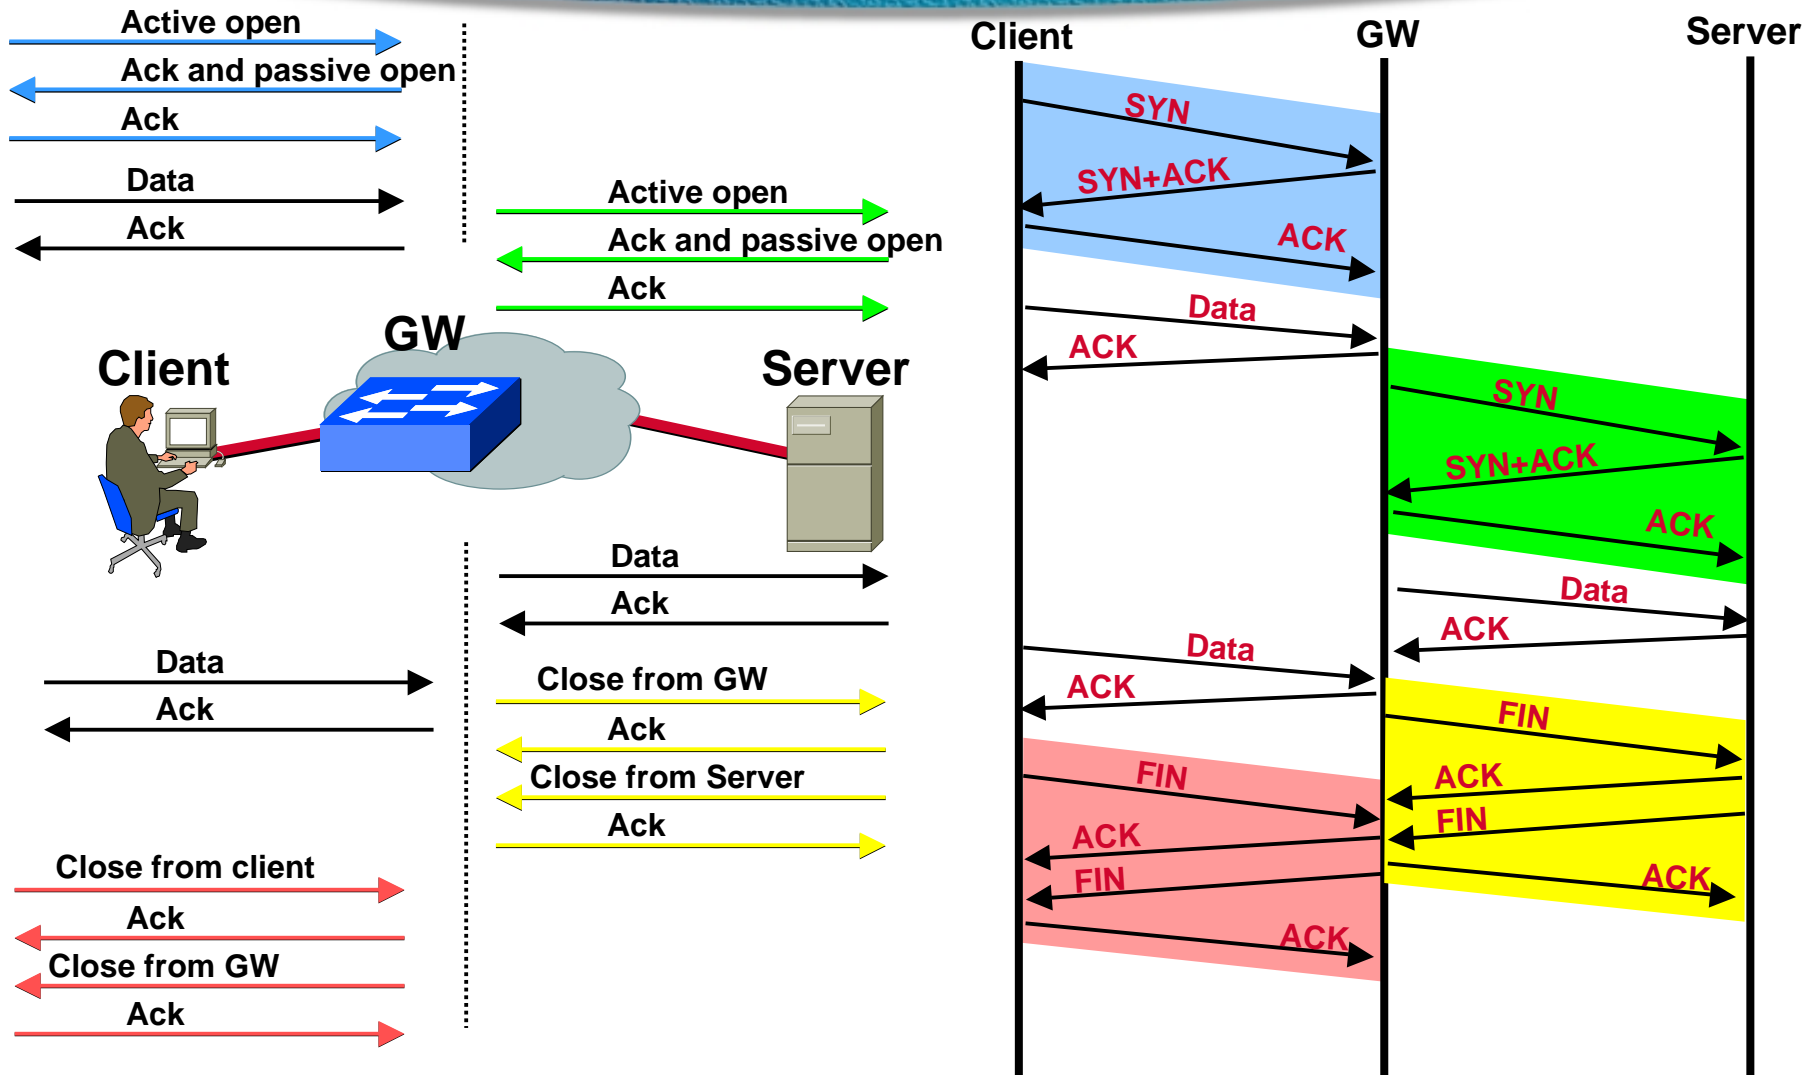 Active open
Ack and passive open
Ack
Data
Ack
Active open
Ack and passive open
Ack
GW
Client
Server
Data
Ack
Data
Ack
Close from GW
Ack
Close from Server
Ack
Close from client
Ack
Close from GW
Ack
Client
GW
Server
SYN
SYN+ACK
ACK
Data
ACK
SYN
SYN+ACK
ACK
Data
ACK
Data
ACK
FIN
ACK
FIN
ACK
FIN
ACK
FIN
ACK